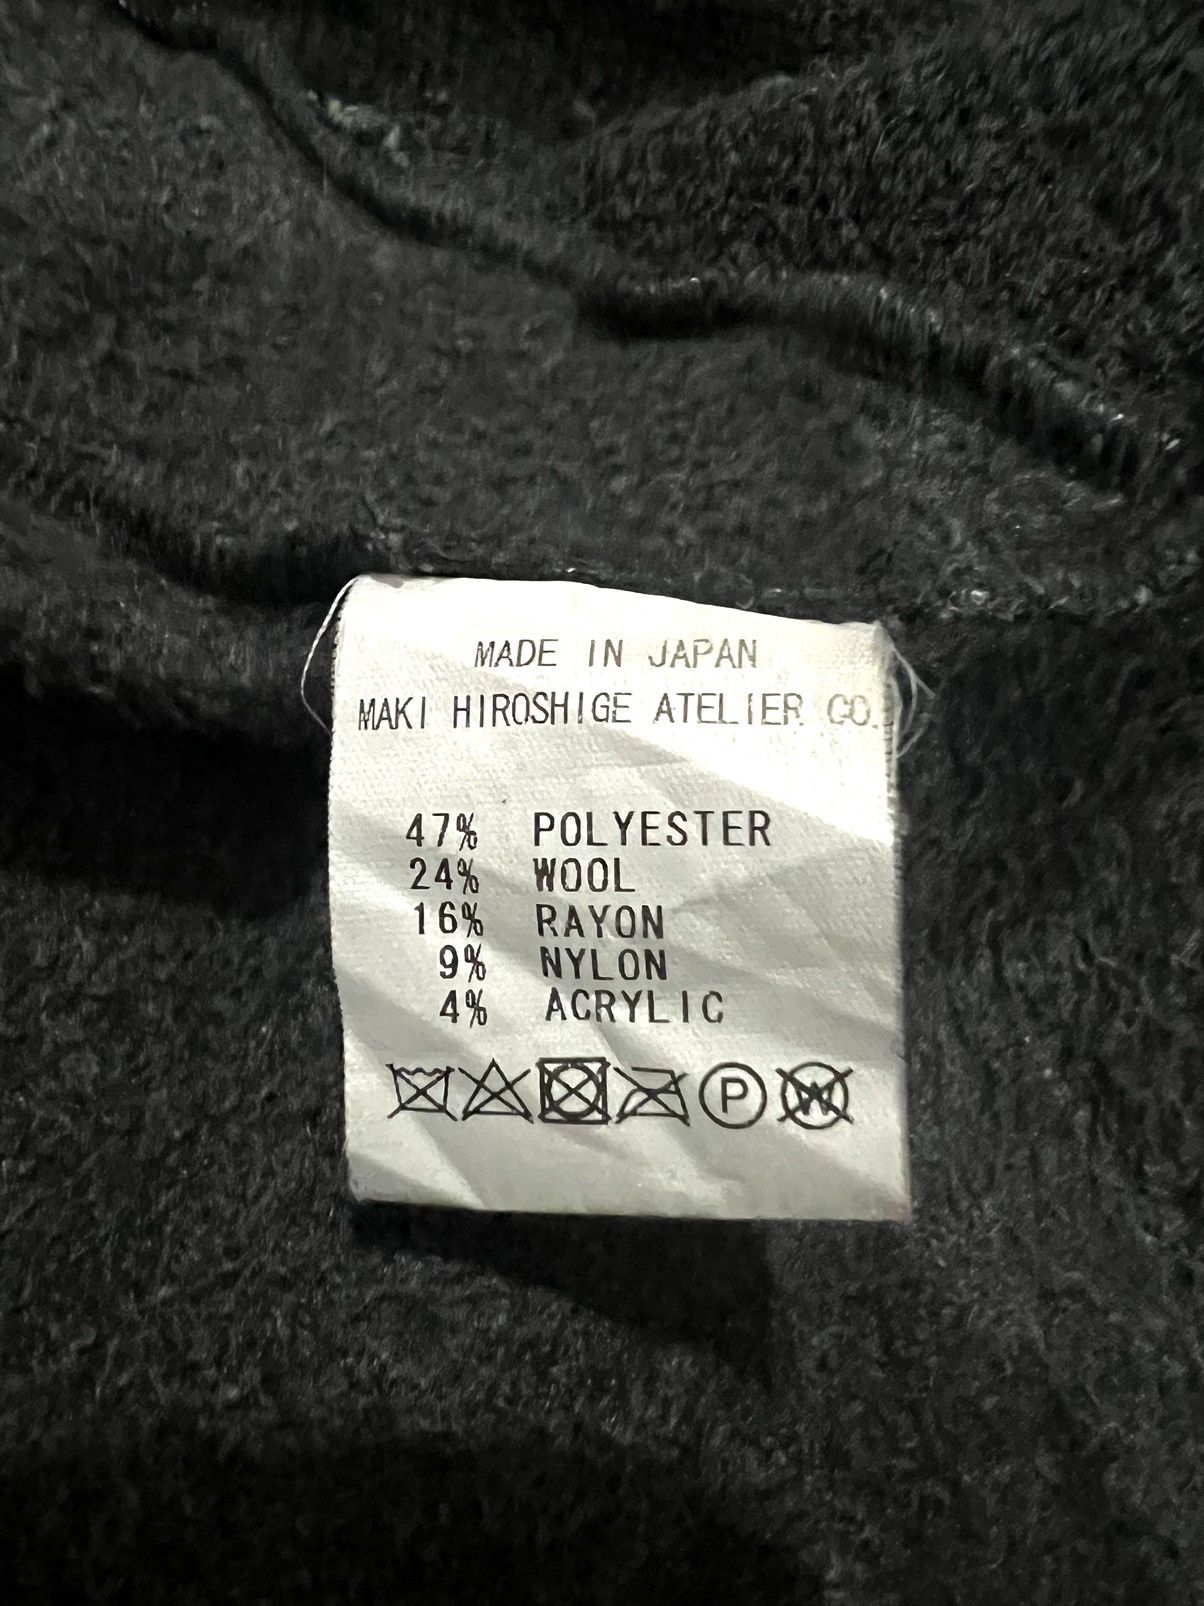 MADE IN JAPAN
MAKI HIROSHIGE ATELIER CO.
47% POLYESTER
24% WOOL
16% RAYON
9% NYLON
4% ACRYLIC
P W